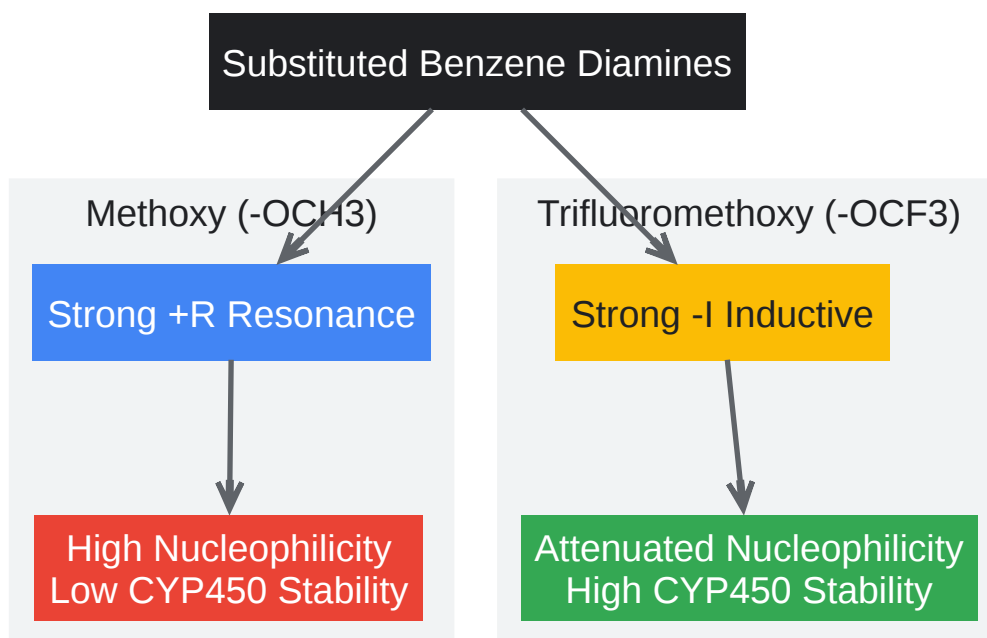 Substituted Benzene Diamines
Methoxy (-OCH3)
Strong +R Resonance
High Nucleophilicity
Low CYP450 Stability
Trifluoromethoxy (-OCF3)
Strong -I Inductive
Attenuated Nucleophilicity
High CYP450 Stability